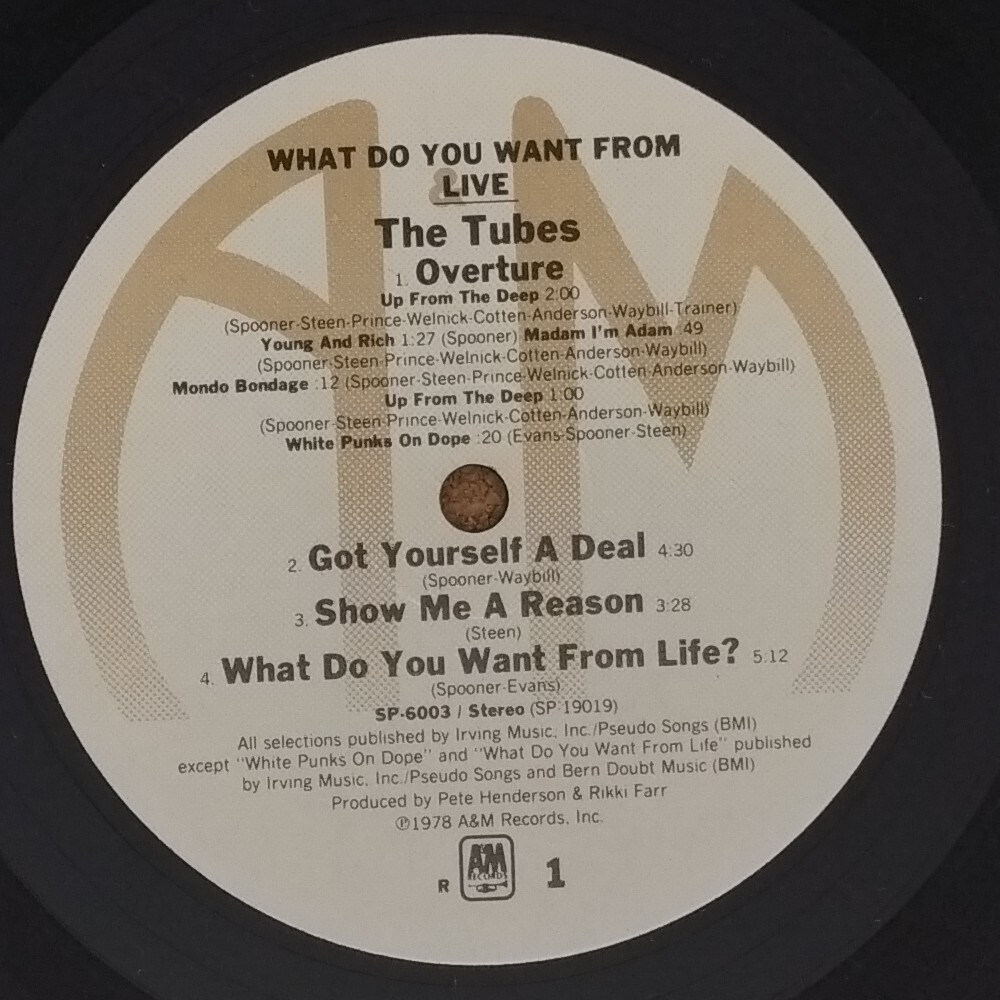 WHAT DO YOU WANT FROM
LIVE
The Tubes
1. Overture
Up From The Deep 2:00
(Spooner-Steen-Prince-Welnick-Cotten-Anderson-Waybill-Trainer)
Young And Rich 1:27 (Spooner) Madam I'm Adam :49
(Spooner-Steen-Prince-Welnick-Cotten-Anderson-Waybill)
Mondo Bondage :12 (Spooner-Steen-Prince-Welnick-Cotten-Anderson-Waybill)
Up From The Deep 1:00
(Spooner-Steen-Prince-Welnick-Cotten-Anderson-Waybill)
White Punks On Dope :20 (Evans-Spooner-Steen)
2. Got Yourself A Deal 4:30
(Spooner-Waybill)
3. Show Me A Reason 3:28
(Steen)
4. What Do You Want From Life? 5:12
(Spooner-Evans)
SP-6003 / Stereo (SP 19019)
All selections published by Irving Music, Inc./Pseudo Songs (BMI)
except "White Punks On Dope" and "What Do You Want From Life" published
by Irving Music, Inc./Pseudo Songs and Bern Doubt Music (BMI)
Produced by Pete Henderson & Rikki Farr
℗1978 A&M Records, Inc.
R A&M RECORDS 1